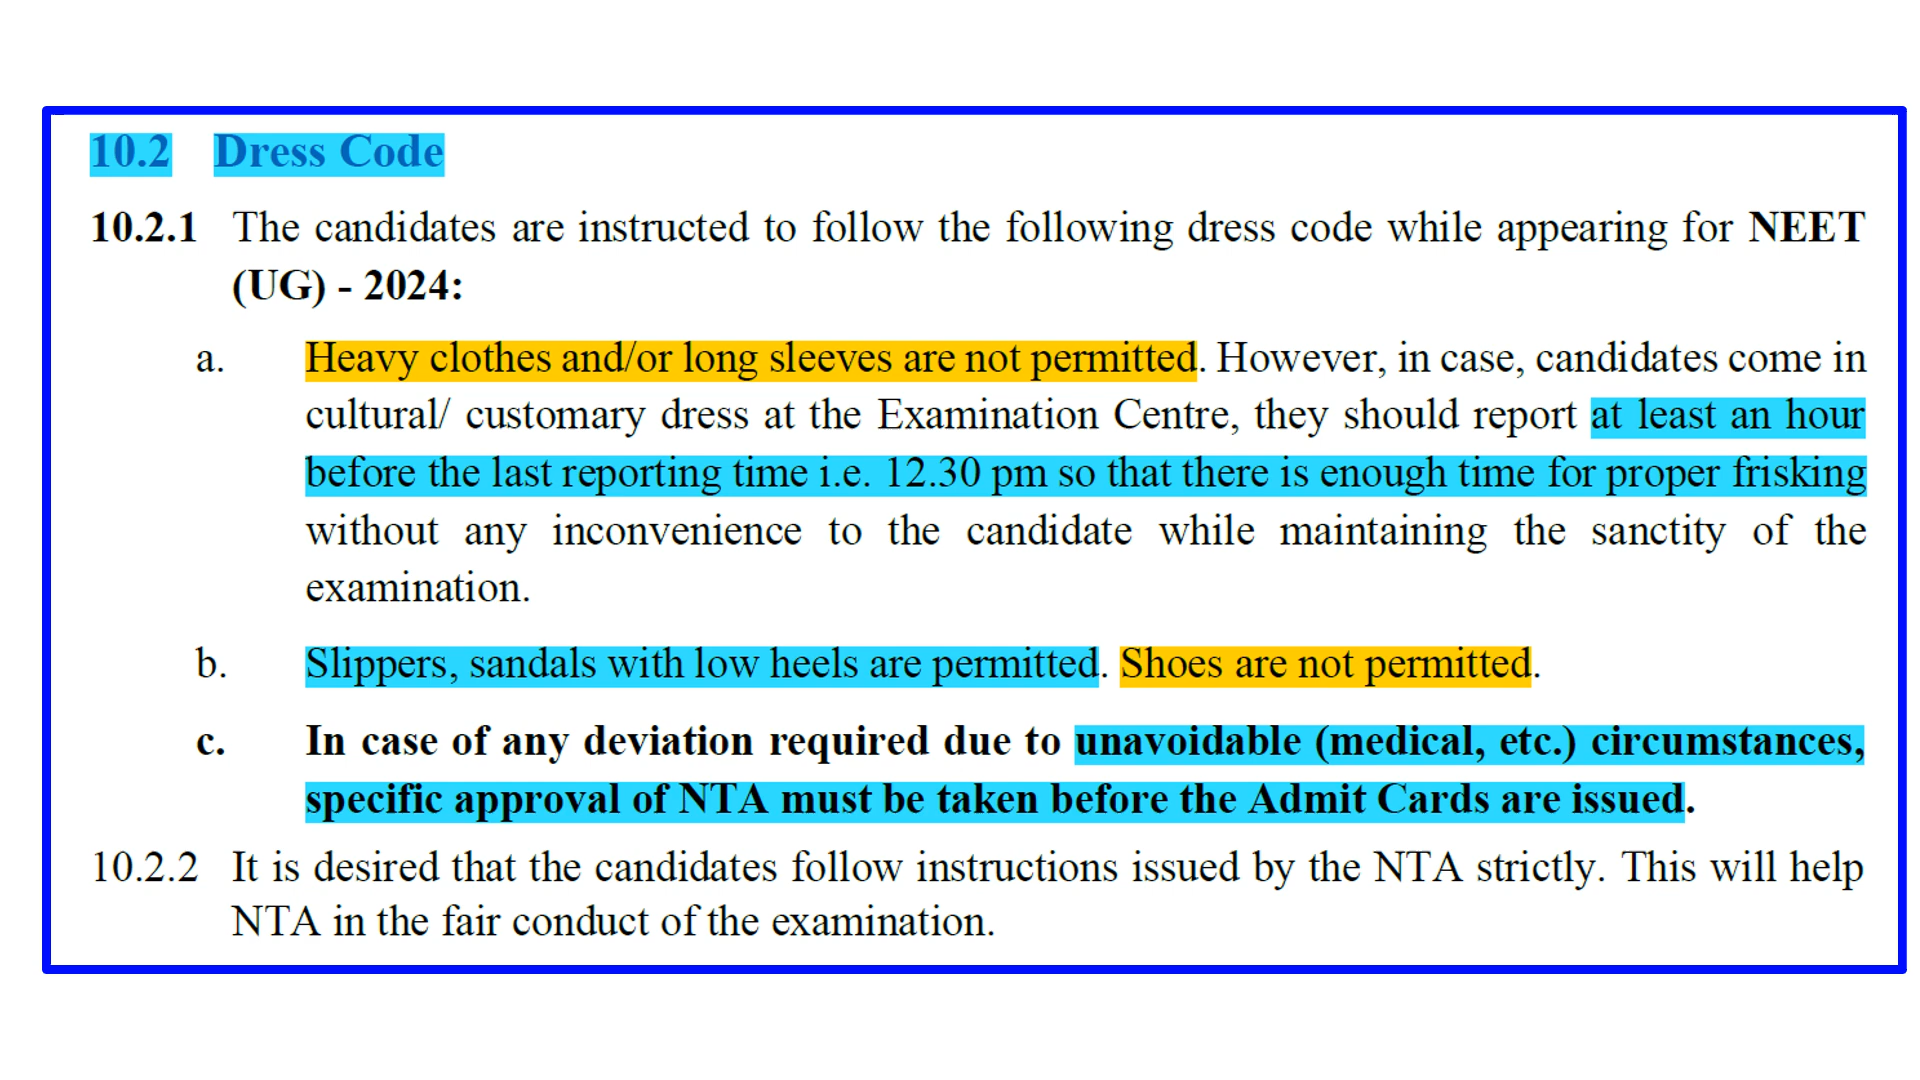 10.2 Dress Code
10.2.1 The candidates are instructed to follow the following dress code while appearing for NEET
(UG) - 2024:
a. Heavy clothes and/or long sleeves are not permitted. However, in case, candidates come in
cultural/ customary dress at the Examination Centre, they should report at least an hour
before the last reporting time i.e. 12.30 pm so that there is enough time for proper frisking
without any inconvenience to the candidate while maintaining the sanctity of the
examination.
b. Slippers, sandals with low heels are permitted. Shoes are not permitted.
c. In case of any deviation required due to unavoidable (medical, etc.) circumstances,
specific approval of NTA must be taken before the Admit Cards are issued.
10.2.2 It is desired that the candidates follow instructions issued by the NTA strictly. This will help
NTA in the fair conduct of the examination.